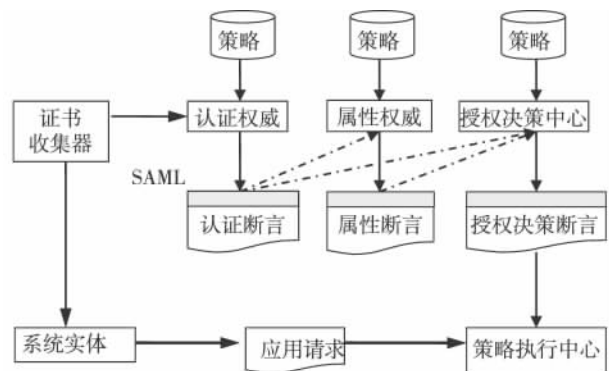 策略
策略
策略
证书
收集器
认证权威
属性权威
授权决策中心
SAML
认证断言
属性断言
授权决策断言
系统实体
应用请求
策略执行中心